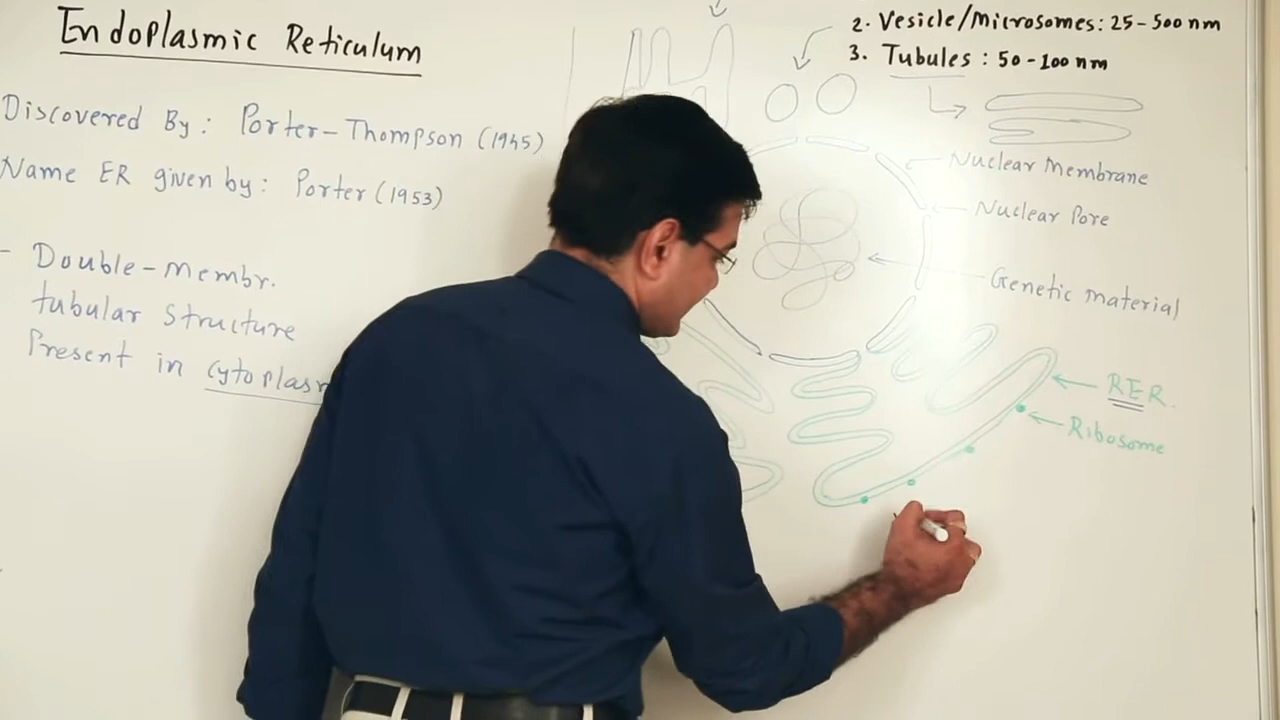 Endoplasmic Reticulum
Discovered By: Porter-Thompson (1945)
Name ER given by: Porter (1953)
- Double-membr.
tubular Structure
Present in cytoplasm
2. Vesicle/Microsomes: 25-500 nm
3. Tubules: 50-100 nm
Nuclear Membrane
Nuclear Pore
Genetic material
RER
Ribosome